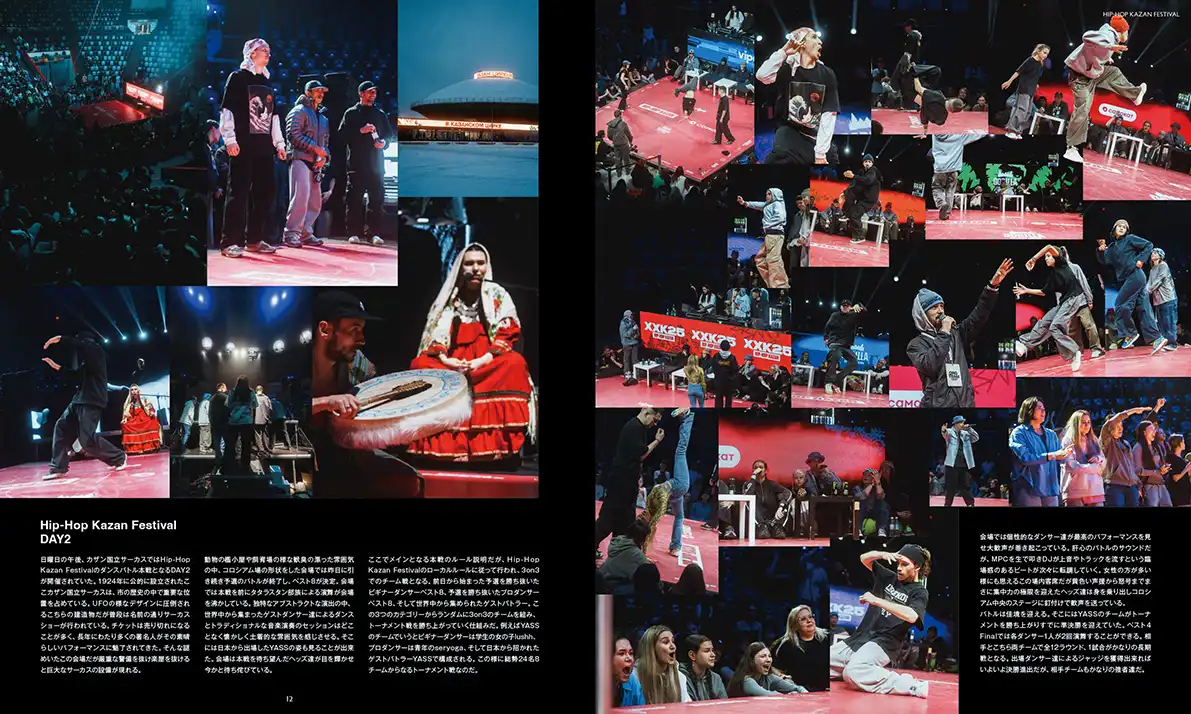 HIP-HOP KAZAN FESTIVAL
Hip-Hop Kazan Festival
DAY2
日曜日の午後、カザン国立サーカスではHip-Hop
Kazan Festivalのダンスバトル本戦となるDAY2
が開催されていた。1924年に公的に設立されたこ
のカザン国立サーカスは、市の歴史の中で重要な位
置を占めている。UFOの様なデザインに圧倒され
るこちらの建造物だが普段は名前の通りサーカス
ショーが行われている。チケットは売り切れになる
ことが多く、長年にわたり多くの著名人がその素晴
らしいパフォーマンスに魅了されてきた。そんな謎
めいたこの会場だが厳重な警備を抜け楽屋を抜ける
と巨大なサーカスの設備が現れる。
動物の檻小屋や飼育場の様な獣臭の漂った雰囲気
の中、コロシアム場の形状をした会場では昨日に引
き続き予選のバトルが終了し、ベスト8が決定。会場
では本戦を前にタタラスタン部族による演舞が会場
を沸かしている。独特なアブストラクトな演出の中、
世界中から集まったゲストダンサー達によるダンス
とトラディショナルな音楽演奏のセッションはどこ
となく懐かしく土着的な雰囲気を感じさせる。そこ
には日本から出場したYASSの姿も見ることが出来
た。会場は本戦を待ち望んだヘッズ達が目を輝かせ
今かと待ち侘びている。
ここでメインとなる本戦のルール説明だが、Hip-Hop
Kazan Festivalのローカルルールに従って行われ、3on3
でのチーム戦となる。前日から始まった予選を勝ち抜いた
ビギナーダンサーベスト8、予選を勝ち抜いたプロダンサー
ベスト8、そして世界中から集められたゲストバトラー。こ
の3つのカテゴリーからランダムに3on3のチームを組み、
トーナメント戦を勝ち上がっていく仕組みだ。例えばYASS
のチームでいうとビギナーダンサーは学生の女の子lushh、
プロダンサーは青年のseryoga、そして日本から招かれた
ゲストバトラーYASSで構成される。この様に総勢24名8
チームからなるトーナメント戦なのだ。
12
XXK25
XXK25
XXK25
会場では個性的なダンサー達が最高のパフォーマンスを見
せ大歓声が巻き起こっている。肝心のバトルのサウンドだ
が、MPCを生で叩きDJが上音やトラックを流すという臨
場感のあるビートが次々に転調していく。女性の方が多い
様にも思えるこの場内客席だが黄色い声援から怒号まです
さに集中力の極限を迎えたヘッズ達は身を乗り出しコロシ
アム中央のステージに釘付けで歓声を送っている。
バトルは佳境を迎える。そこにはYASSのチームがトーナ
メントを勝ち上がりすでに準決勝を迎えていた。ベスト4
Finalでは各ダンサー1人が2回演舞することができる。相
手とこちら両チームで全12ラウンド、1試合がかなりの長期
戦となる。出場ダンサー達によるジャッジを獲得出来れば
いよいよ決勝進出だが、相手チームもかなりの強者達だ。